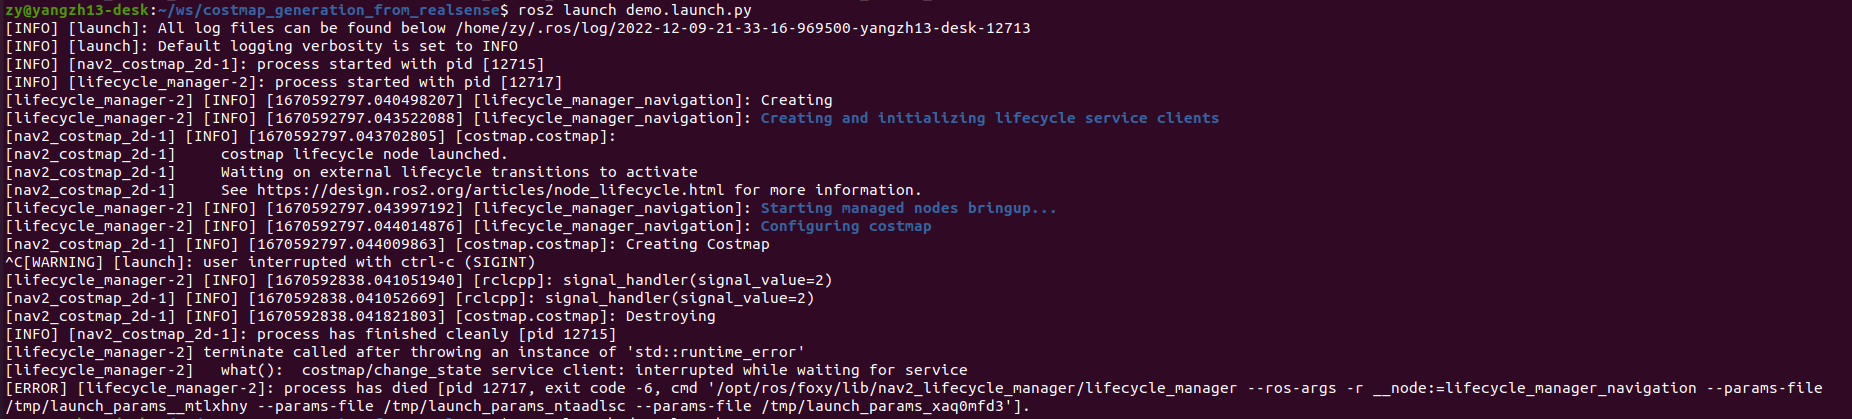 zy@yangzh13-desk:~/ws/costmap_generation_from_realsense$ ros2 launch demo.launch.py
[INFO] [launch]: All log files can be found below /home/zy/.ros/log/2022-12-09-21-33-16-969500-yangzh13-desk-12713
[INFO] [launch]: Default logging verbosity is set to INFO
[INFO] [nav2_costmap_2d-1]: process started with pid [12715]
[INFO] [lifecycle_manager-2]: process started with pid [12717]
[lifecycle_manager-2] [INFO] [1670592797.040498207] [lifecycle_manager_navigation]: Creating
[lifecycle_manager-2] [INFO] [1670592797.043522088] [lifecycle_manager_navigation]: Creating and initializing lifecycle service clients
[nav2_costmap_2d-1] [INFO] [1670592797.043702805] [costmap.costmap]:
[nav2_costmap_2d-1]     costmap lifecycle node launched.
[nav2_costmap_2d-1]     Waiting on external lifecycle transitions to activate
[nav2_costmap_2d-1]     See https://design.ros2.org/articles/node_lifecycle.html for more information.
[lifecycle_manager-2] [INFO] [1670592797.043997192] [lifecycle_manager_navigation]: Starting managed nodes bringup...
[lifecycle_manager-2] [INFO] [1670592797.044014876] [lifecycle_manager_navigation]: Configuring costmap
[nav2_costmap_2d-1] [INFO] [1670592797.044009863] [costmap.costmap]: Creating Costmap
^C[WARNING] [launch]: user interrupted with ctrl-c (SIGINT)
[lifecycle_manager-2] [INFO] [1670592838.041051940] [rclcpp]: signal_handler(signal_value=2)
[nav2_costmap_2d-1] [INFO] [1670592838.041052669] [rclcpp]: signal_handler(signal_value=2)
[nav2_costmap_2d-1] [INFO] [1670592838.041821803] [costmap.costmap]: Destroying
[INFO] [nav2_costmap_2d-1]: process has finished cleanly [pid 12715]
[lifecycle_manager-2] terminate called after throwing an instance of 'std::runtime_error'
[lifecycle_manager-2]   what():  costmap/change_state service client: interrupted while waiting for service
[ERROR] [lifecycle_manager-2]: process has died [pid 12717, exit code -6, cmd '/opt/ros/foxy/lib/nav2_lifecycle_manager/lifecycle_manager --ros-args -r __node:=lifecycle_manager_navigation --params-file
/tmp/launch_params__mtlxhny --params-file /tmp/launch_params_ntaadlsc --params-file /tmp/launch_params_xaq0mfd3'].